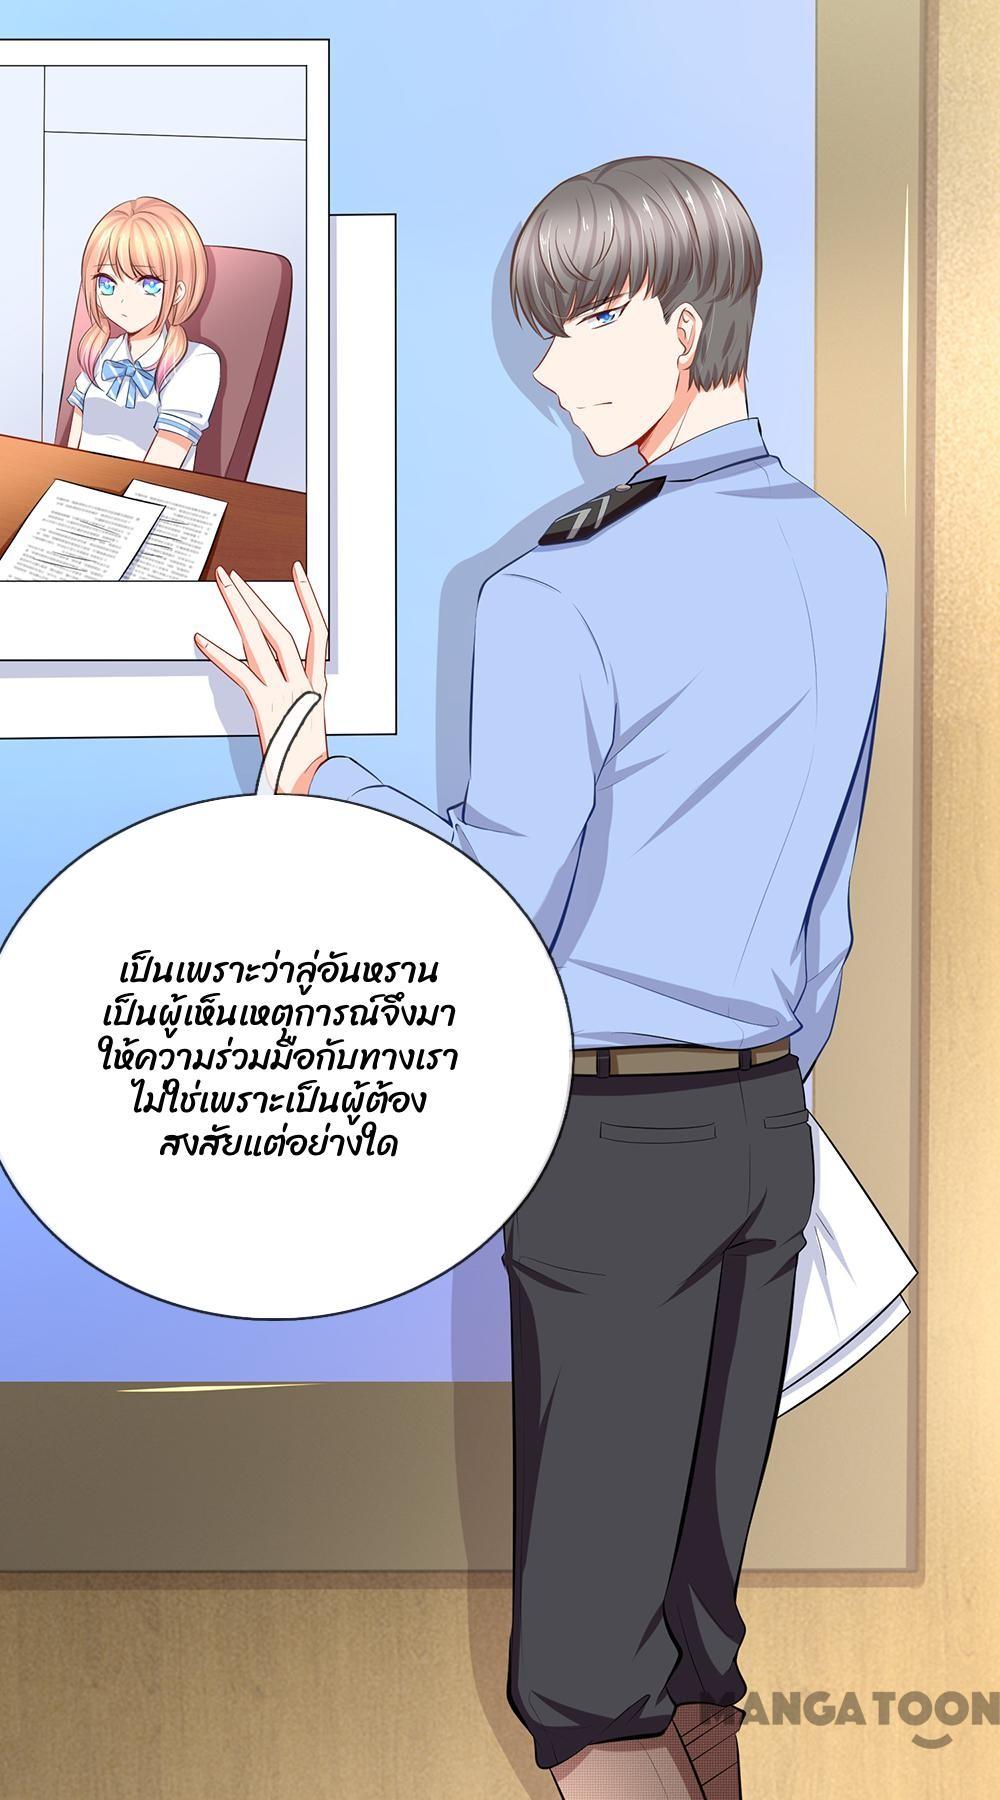 เป็นเพราะว่าลู่อันหราน
เป็นผู้เห็นเหตุการณ์จึงมา
ให้ความร่วมมือกับทางเรา
ไม่ใช่เพราะเป็นผู้ต้อง
สงสัยแต่อย่างใด
MANGATOON